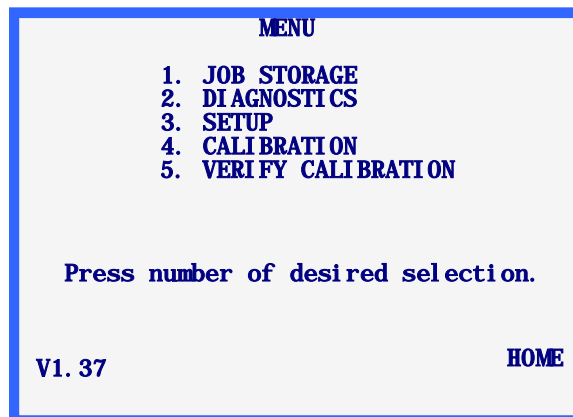 MENU
1. JOB STORAGE
2. DIAGNOSTICS
3. SETUP
4. CALIBRATION
5. VERIFY CALIBRATION
Press number of desired selection.
HOME
V1.37